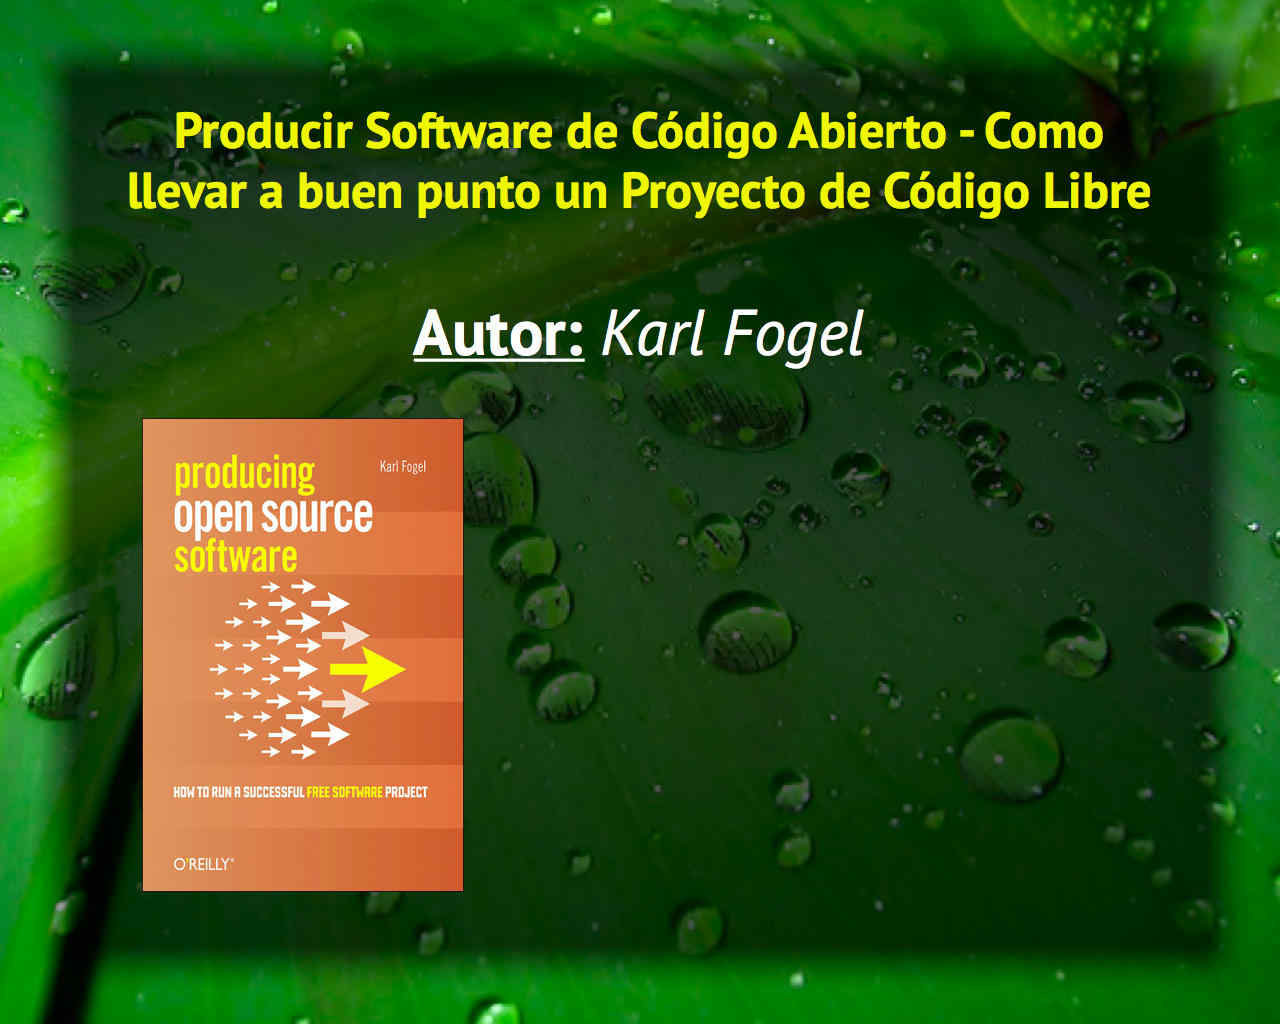 Producir Software de Código Abierto - Como
llevar a buen punto un Proyecto de Código Libre
Autor: Karl Fogel
producing
Karl Fogel
open source
software
HOW TO RUN A SUCCESSFUL FREE SOFTWARE PROJECT
O'REILLY®